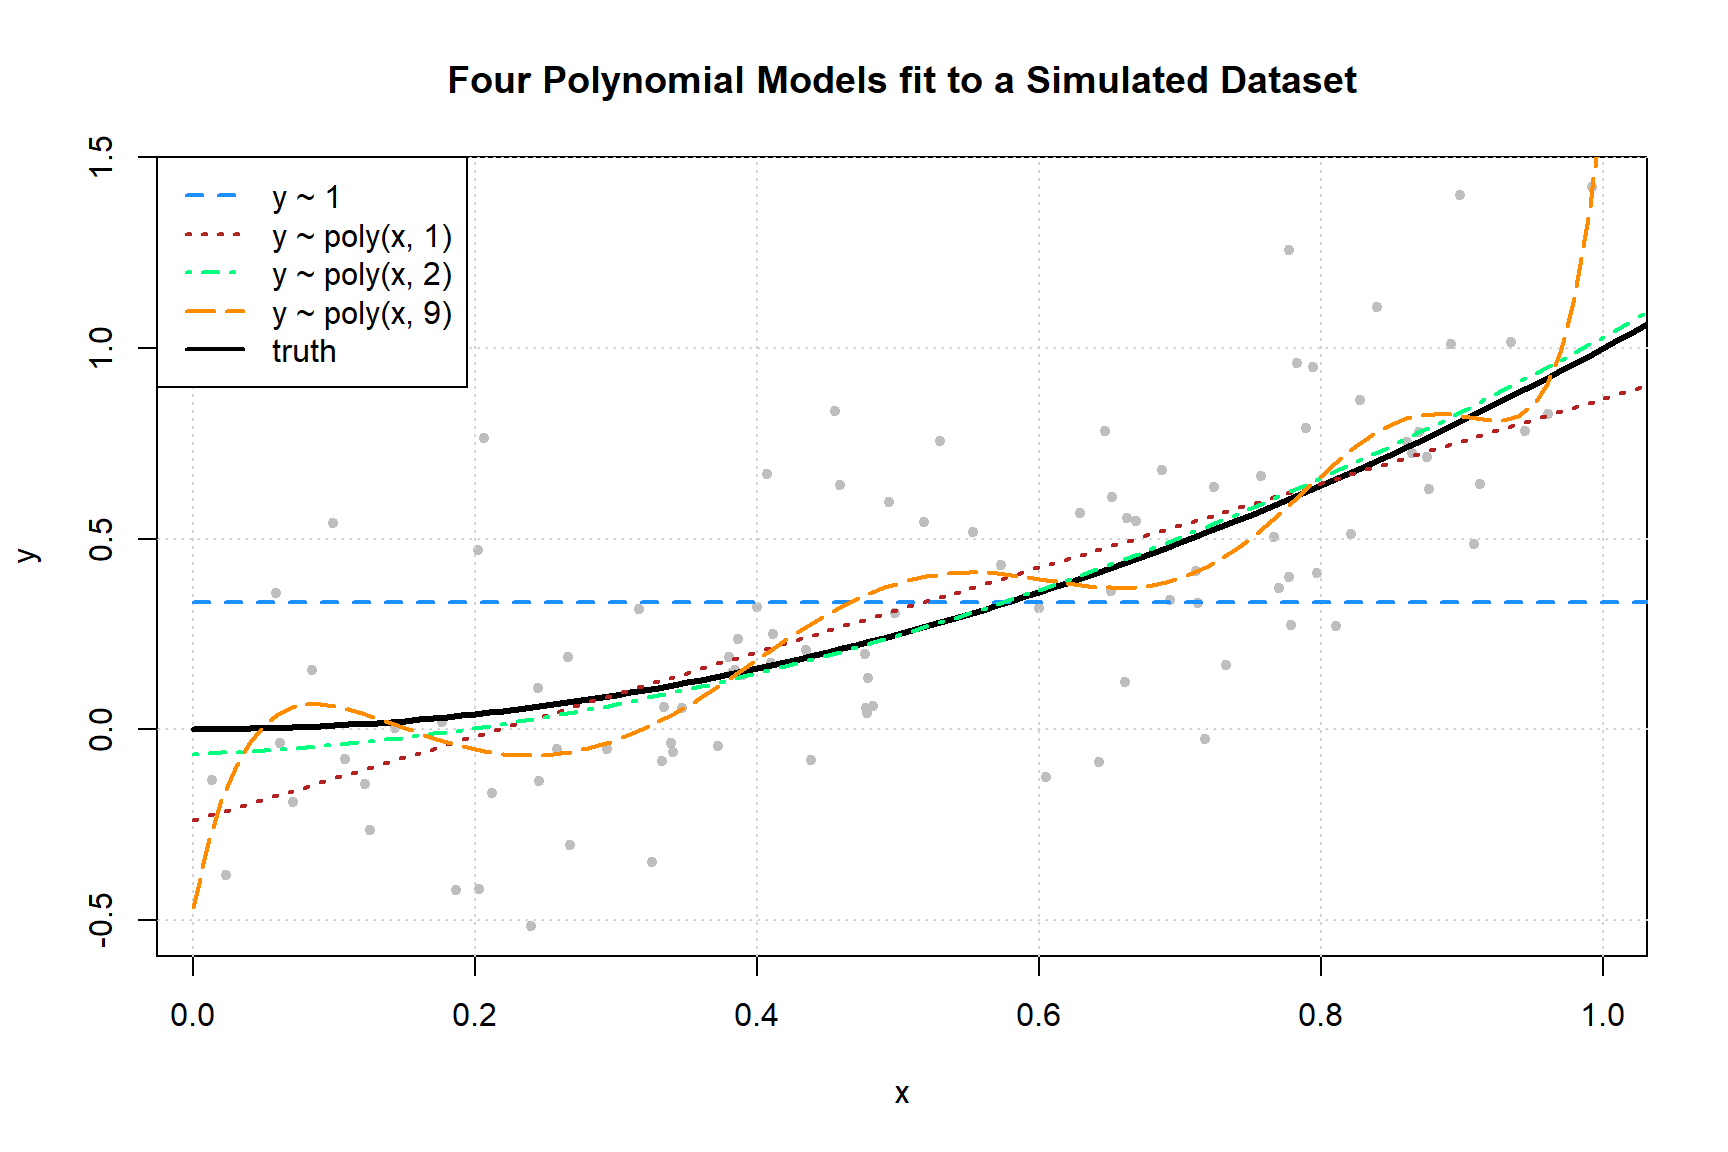 Four Polynomial Models fit to a Simulated Dataset
y ~ 1
y ~ poly(x, 1)
y ~ poly(x, 2)
y ~ poly(x, 9)
truth
1.5
1.0
0.5
0.0
-0.5
y
0.0 0.2 0.4 0.6 0.8 1.0
x